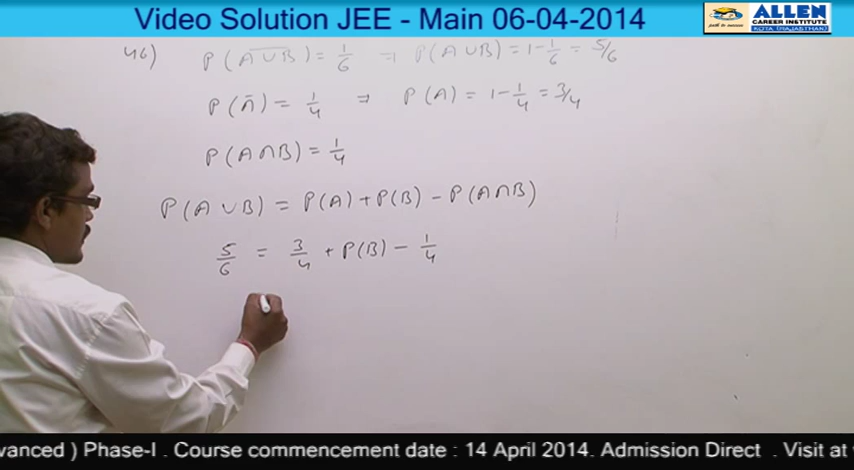 Video Solution JEE - Main 06-04-2014
ALLEN
CAREER INSTITUTE
KOTA (RAJASTHAN)
46) P(\overline{A∪B}) = 1/6 ⇒ P(A∪B) = 1-1/6 = 5/6
P(Ā) = 1/4 ⇒ P(A) = 1-1/4 = 3/4
P(A∩B) = 1/4
P(A∪B) = P(A)+P(B)-P(A∩B)
5/6 = 3/4 + P(B) - 1/4
vanced ) Phase-I . Course commencement date : 14 April 2014. Admission Direct . Visit at